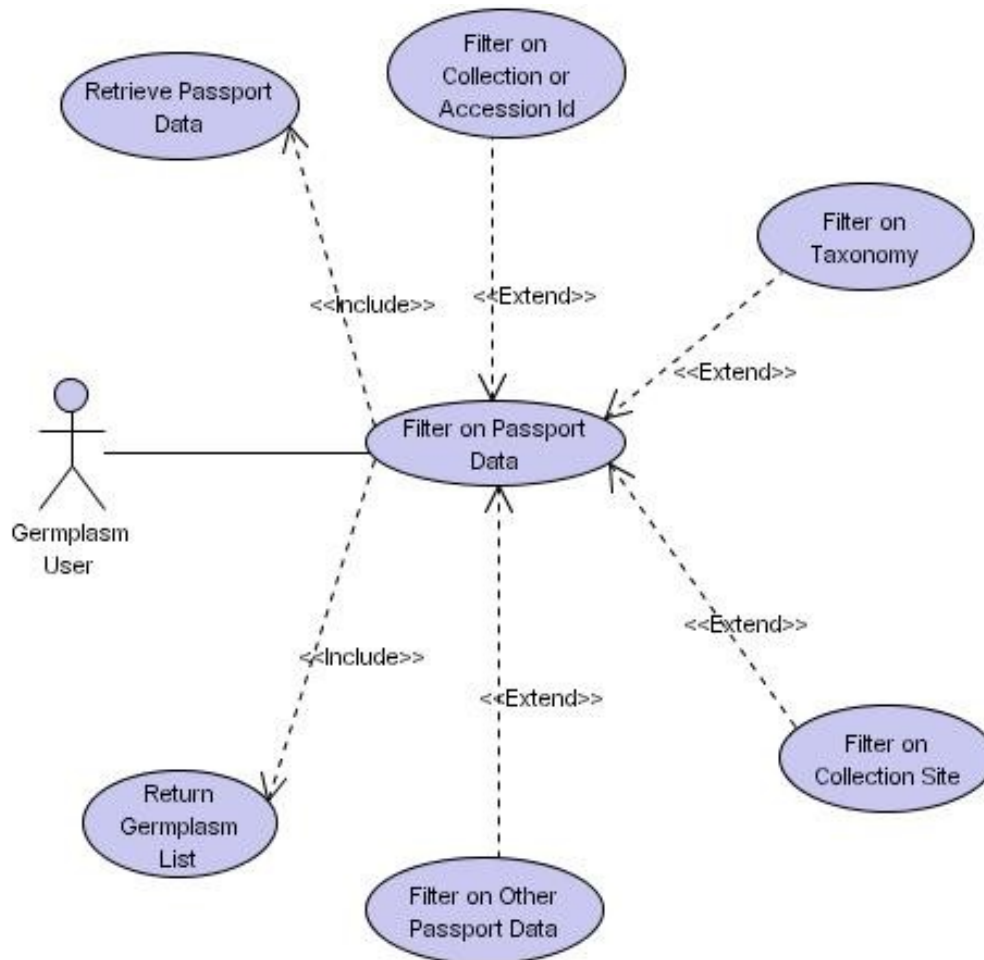 Filter on
Collection or
Accession Id
Retrieve Passport
Data
Filter on
Taxonomy
<<Include>>
<<Extend>>
<<Extend>>
Filter on Passport
Data
Germplasm
User
<<Extend>>
<<Include>>
<<Extend>>
Filter on
Collection Site
Return
Germplasm
List
Filter on Other
Passport Data